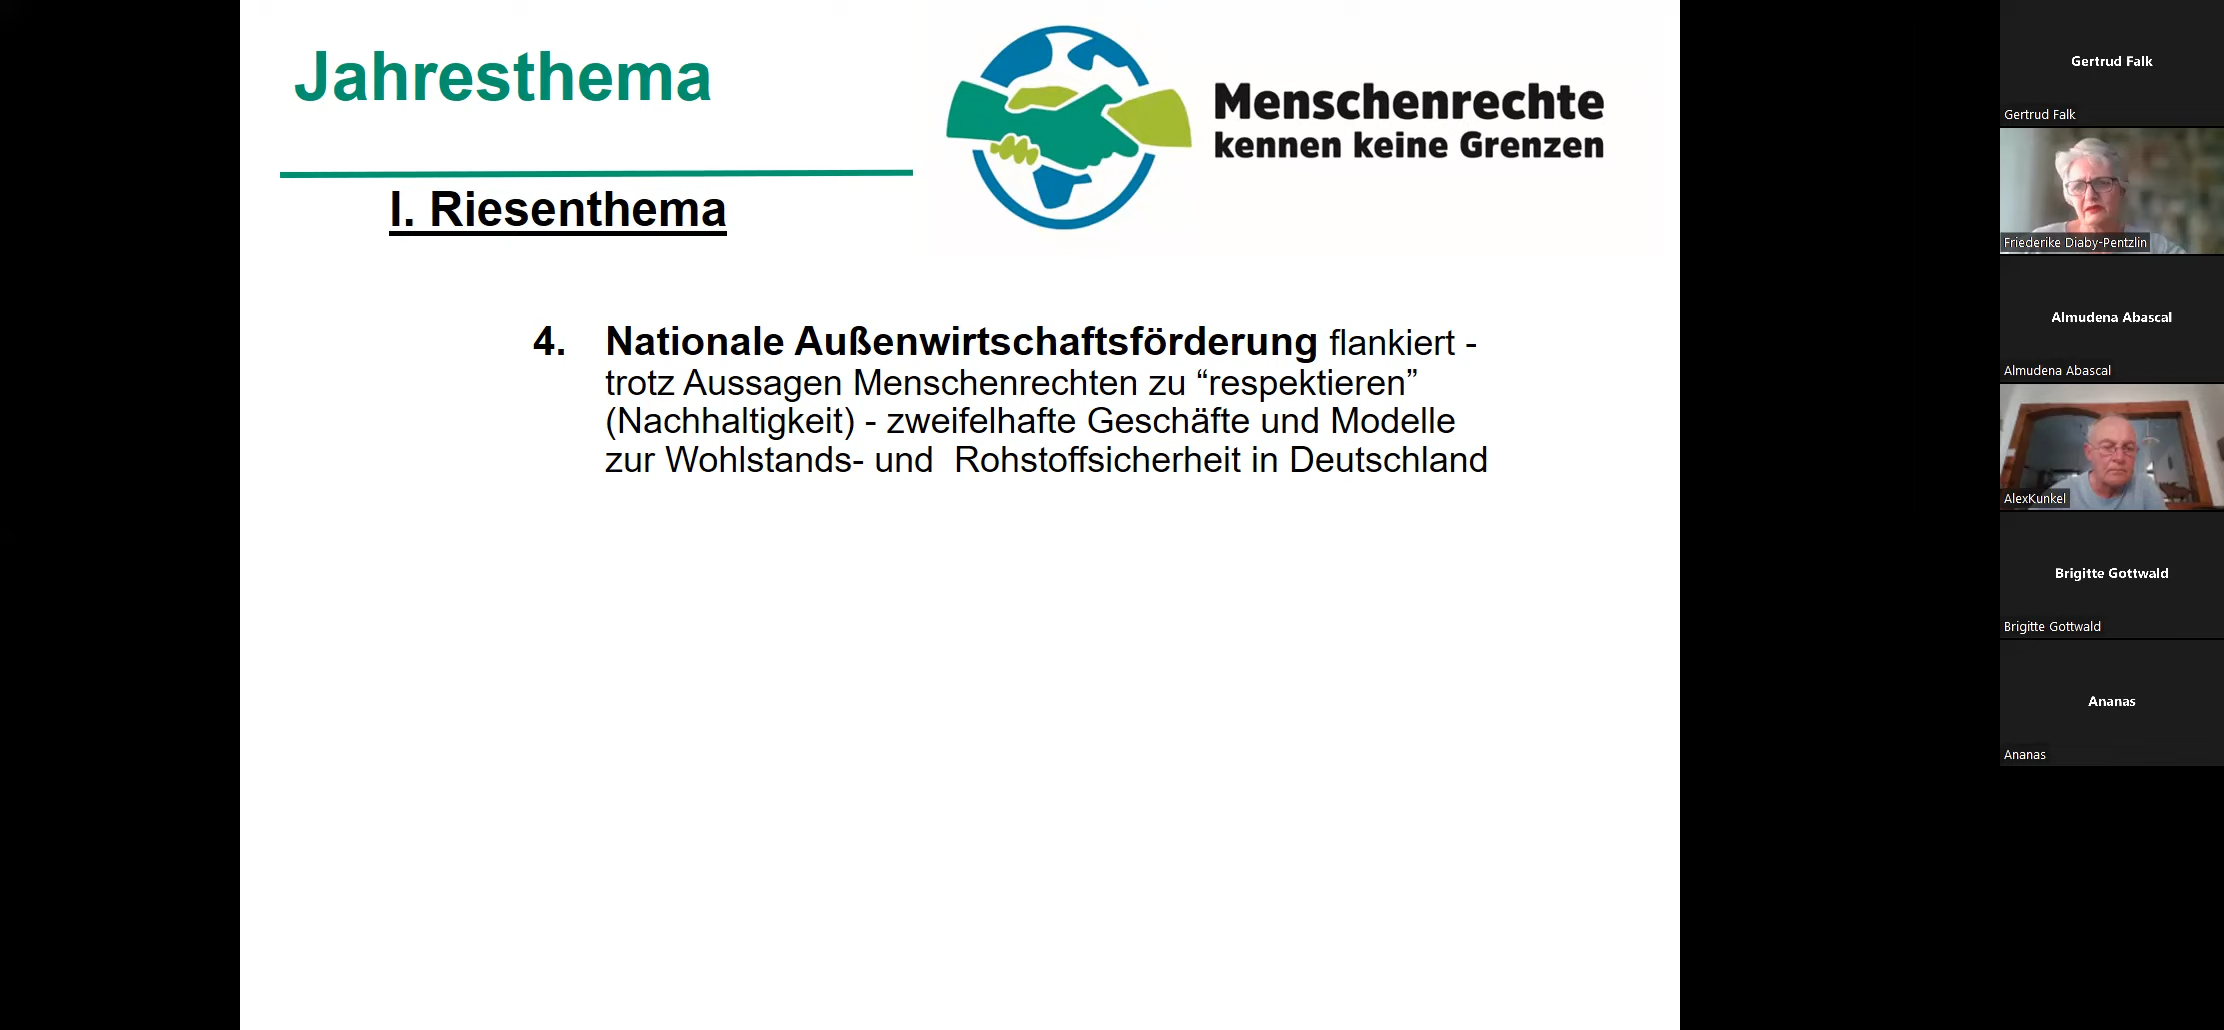 Jahresthema
Menschenrechte
kennen keine Grenzen
I. Riesenthema
4. Nationale Außenwirtschaftsförderung flankiert -
trotz Aussagen Menschenrechten zu “respektieren”
(Nachhaltigkeit) - zweifelhafte Geschäfte und Modelle
zur Wohlstands- und  Rohstoffsicherheit in Deutschland
Gertrud Falk
Gertrud Falk
Friederike Diaby-Pentzlin
Almudena Abascal
Almudena Abascal
AlexKunkel
Brigitte Gottwald
Brigitte Gottwald
Ananas
Ananas